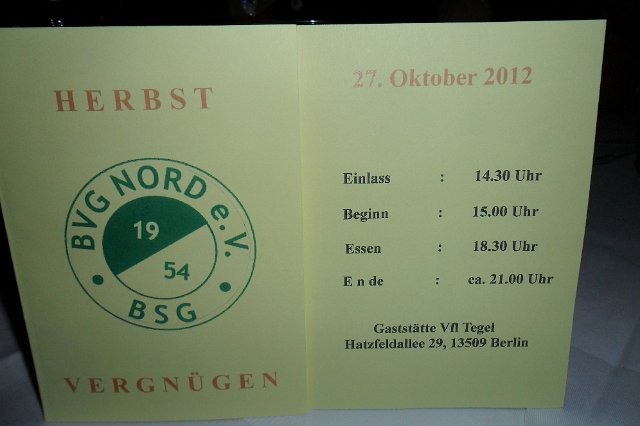 HERBST
BVG NORD e.V.
19
54
BSG
VERGNÜGEN
27. Oktober 2012
Einlass : 14.30 Uhr
Beginn : 15.00 Uhr
Essen : 18.30 Uhr
E n de : ca. 21.00 Uhr
Gaststätte Vfl Tegel
Hatzfeldallee 29, 13509 Berlin